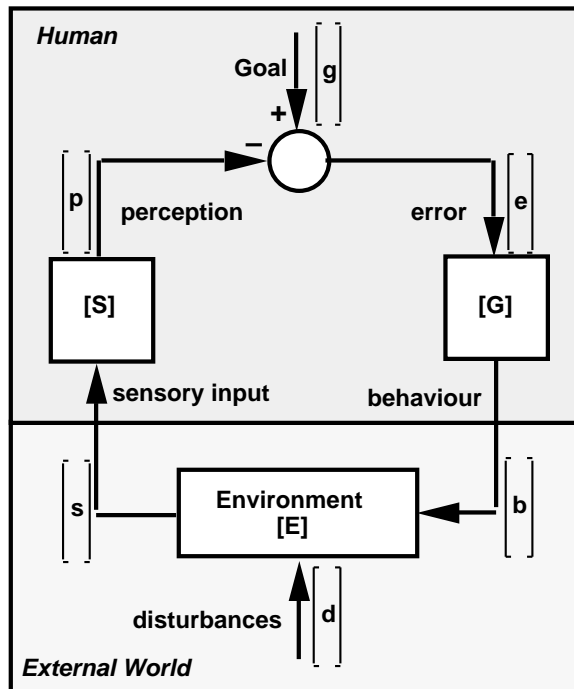 Human
Goal
g
+
−
p
perception
error
e
[S]
[G]
sensory input
behaviour
s
Environment
[E]
b
disturbances
d
External World